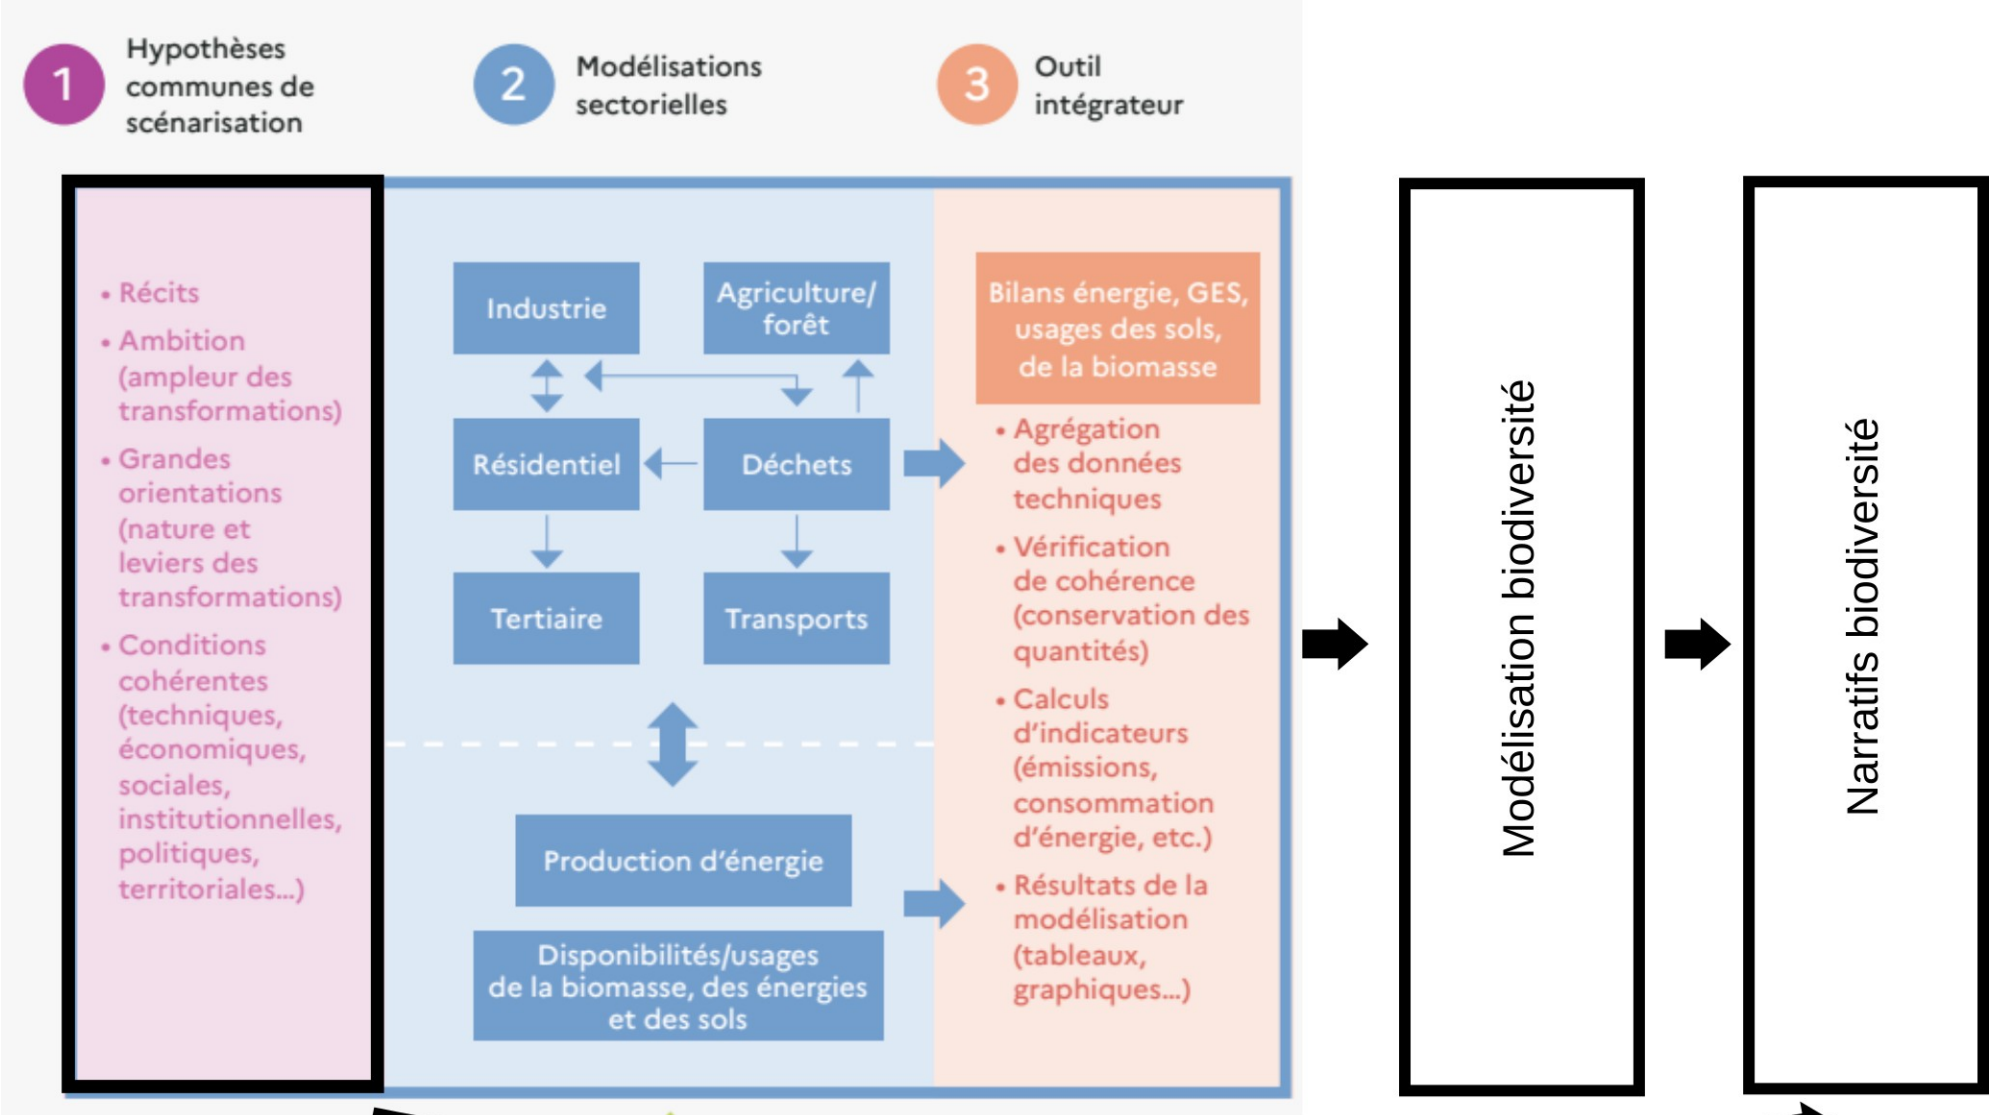 1
Hypothèses
communes de
scénarisation
2
Modélisations
sectorielles
3
Outil
intégrateur
• Récits
• Ambition
(ampleur des
transformations)
• Grandes
orientations
(nature et
leviers des
transformations)
• Conditions
cohérentes
(techniques,
économiques,
sociales,
institutionnelles,
politiques,
territoriales...)
Industrie
Agriculture/
forêt
Résidentiel
Déchets
Tertiaire
Transports
Production d’énergie
Disponibilités/usages
de la biomasse, des énergies
et des sols
Bilans énergie, GES,
usages des sols,
de la biomasse
• Agrégation
des données
techniques
• Vérification
de cohérence
(conservation des
quantités)
• Calculs
d’indicateurs
(émissions,
consommation
d’énergie, etc.)
• Résultats de la
modélisation
(tableaux,
graphiques...)
Modélisation biodiversité
Narratifs biodiversité